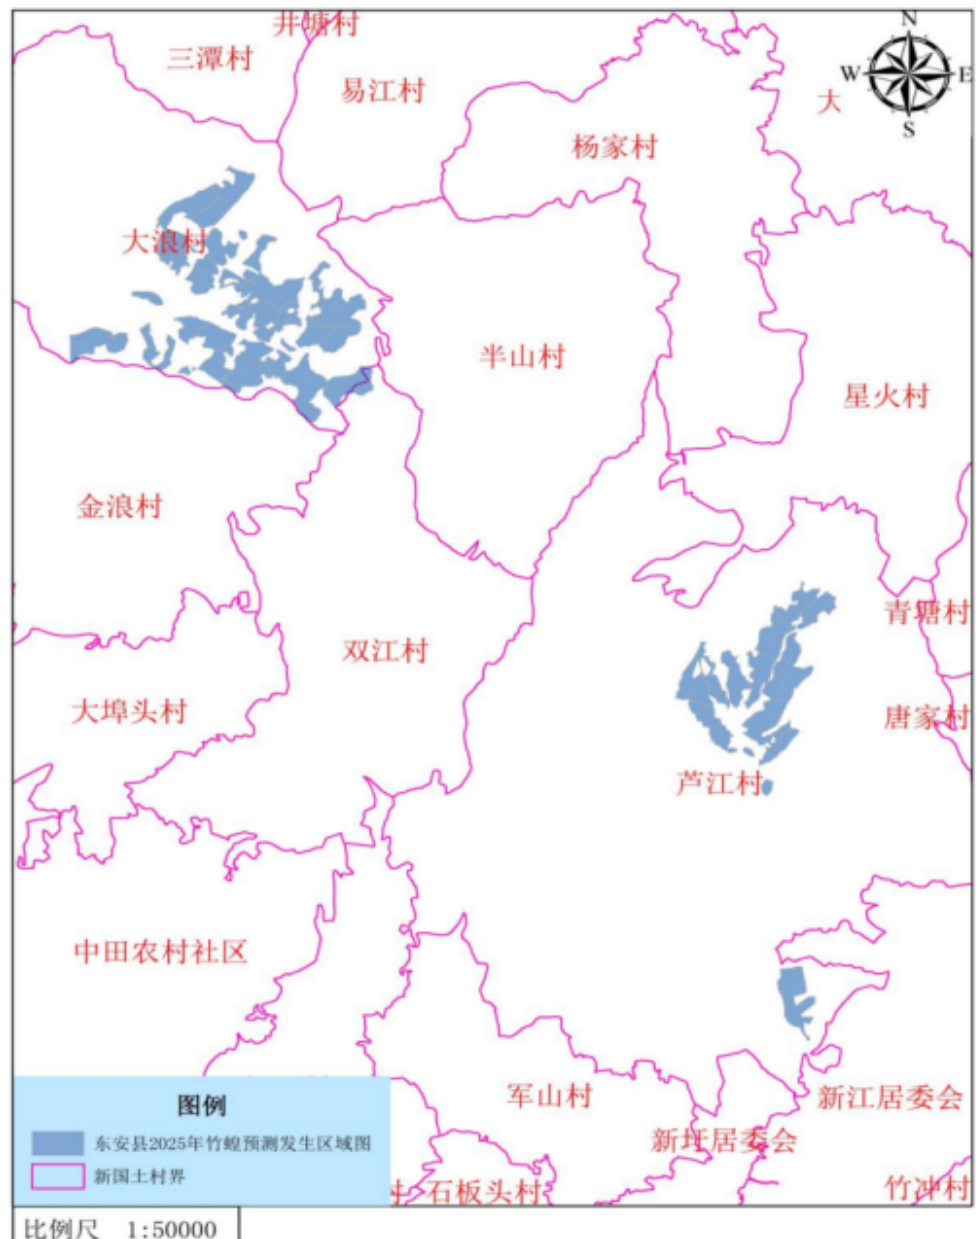 井塘村
三潭村
易江村
N
W
E
S
大
杨家村
大浪村
半山村
星火村
金浪村
青塘村
双江村
大埠头村
唐家村
芦江村
中田农村社区
军山村
新江居委会
新圩居委会
石板头村
竹冲村
图例
东安县2025年竹蝗预测发生区域图
新国土村界
比例尺 1:50000